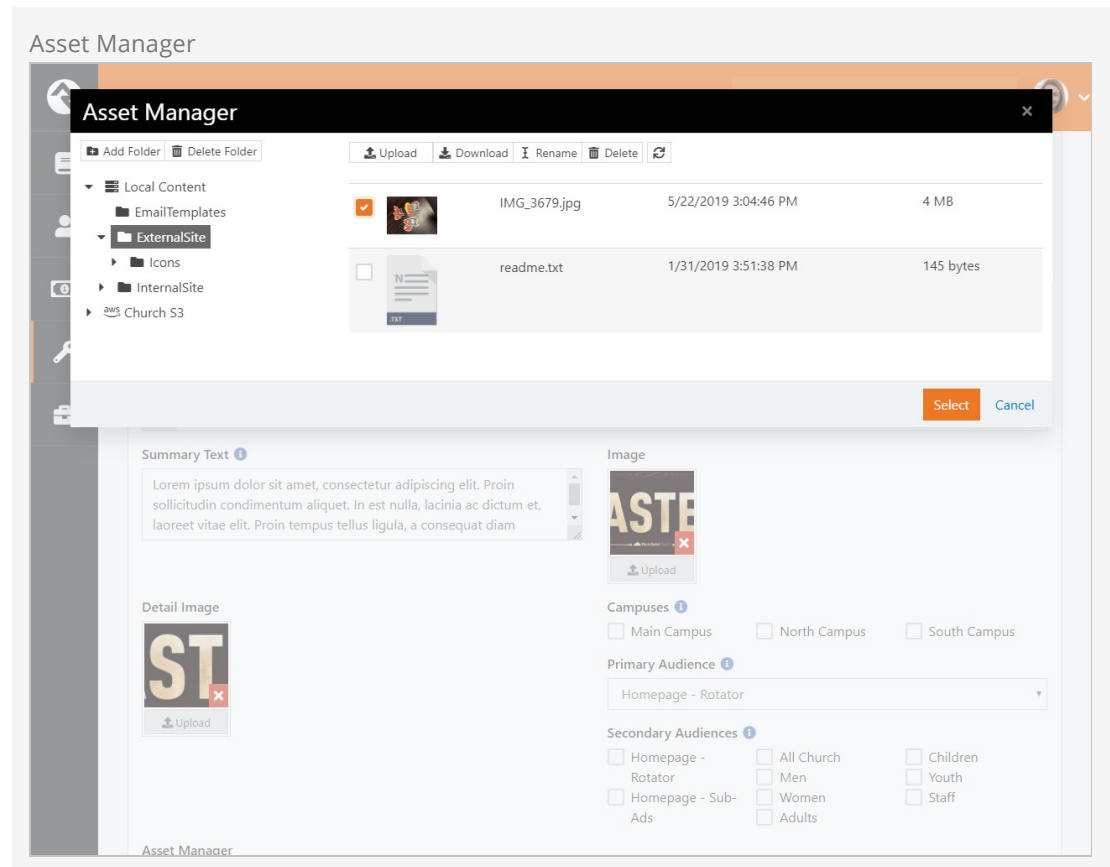 Asset Manager
Asset Manager ×
Add Folder Delete Folder
Upload Download Rename Delete
Local Content
EmailTemplates
ExternalSite
Icons
InternalSite
aws Church S3
IMG_3679.jpg 5/22/2019 3:04:46 PM 4 MB
N
.TXT
readme.txt 1/31/2019 3:51:38 PM 145 bytes
Select Cancel
Summary Text
Lorem ipsum dolor sit amet, consectetur adipiscing elit. Proin
sollicitudin condimentum aliquet. In est nulla, lacinia ac dictum et,
laoreet vitae elit. Proin tempus tellus ligula, a consequat diam
Image
ASTE
Upload
Detail Image
AST
Upload
Campuses
Main Campus North Campus South Campus
Primary Audience
Homepage - Rotator
Secondary Audiences
Homepage - Rotator
All Church
Children
Men
Youth
Homepage - Sub-Ads
Women
Staff
Adults
Asset Manager